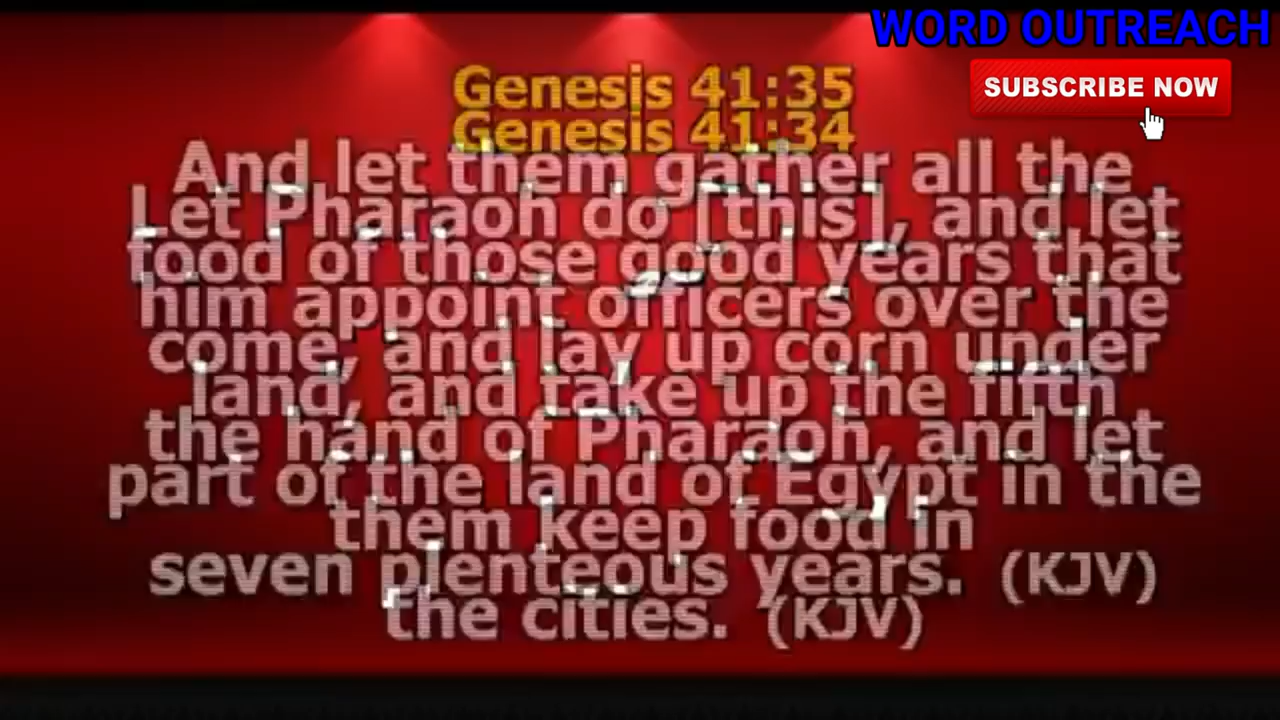 WORD OUTREACH
SUBSCRIBE NOW
Genesis 41:35
Genesis 41:34
And let them gather all the
Let Pharaoh do [this], and let
food of those good years that
him appoint officers over the
come, and lay up corn under
land, and take up the fifth
the hand of Pharaoh, and let
part of the land of Egypt in the
them keep food in
seven plenteous years. (KJV)
the cities. (KJV)